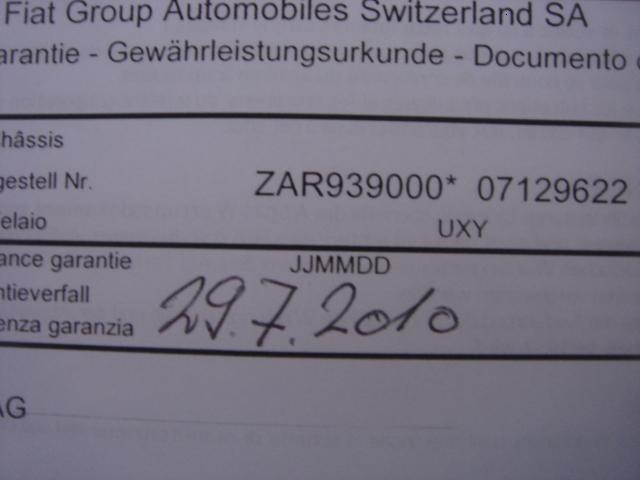 Fiat Group Automobiles Switzerland SA
arantie - Gewährleistungsurkunde - Documento
hâssis
gestell Nr. ZAR939000* 07129622
elaio UXY
ance garantie JJMMDD
ntieverfall
enza garanzia 29.7.2010
AG